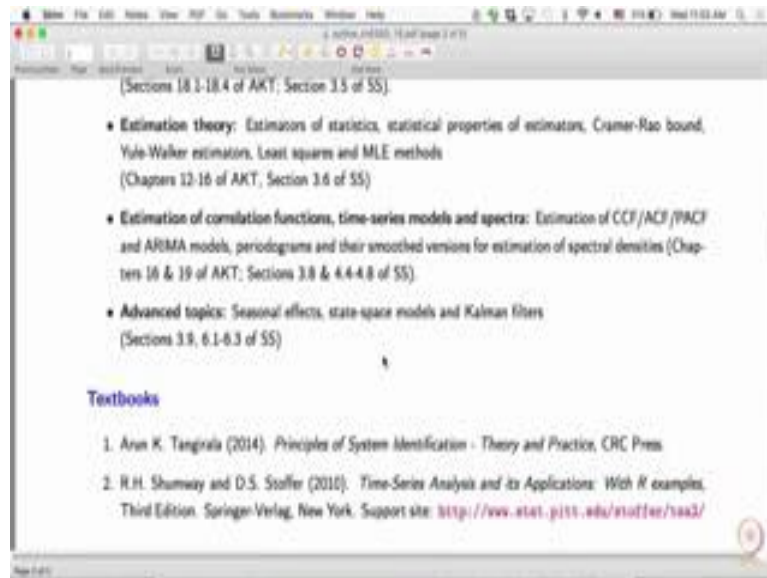 (Sections 18.1-18.4 of AKT; Section 3.5 of SS).
• Estimation theory: Estimators of statistics, statistical properties of estimators, Cramer-Rao bound,
Yule-Walker estimators, Least squares and MLE methods
(Chapters 12-16 of AKT, Section 3.6 of SS)
• Estimation of correlation functions, time-series models and spectra: Estimation of CCF/ACF/PACF
and ARIMA models, periodograms and their smoothed versions for estimation of spectral densities (Chap-
ters 16 & 19 of AKT; Sections 3.8 & 4.4-4.8 of SS).
• Advanced topics: Seasonal effects, state-space models and Kalman filters
(Sections 3.9, 6.1-6.3 of SS)
Textbooks
1. Arun K. Tangirala (2014). Principles of System Identification - Theory and Practice, CRC Press
2. R.H. Shumway and D.S. Stoffer (2010). Time-Series Analysis and its Applications: With R examples,
Third Edition. Springer-Verlag, New York. Support site: http://www.stat.pitt.edu/stoffer/tsa3/